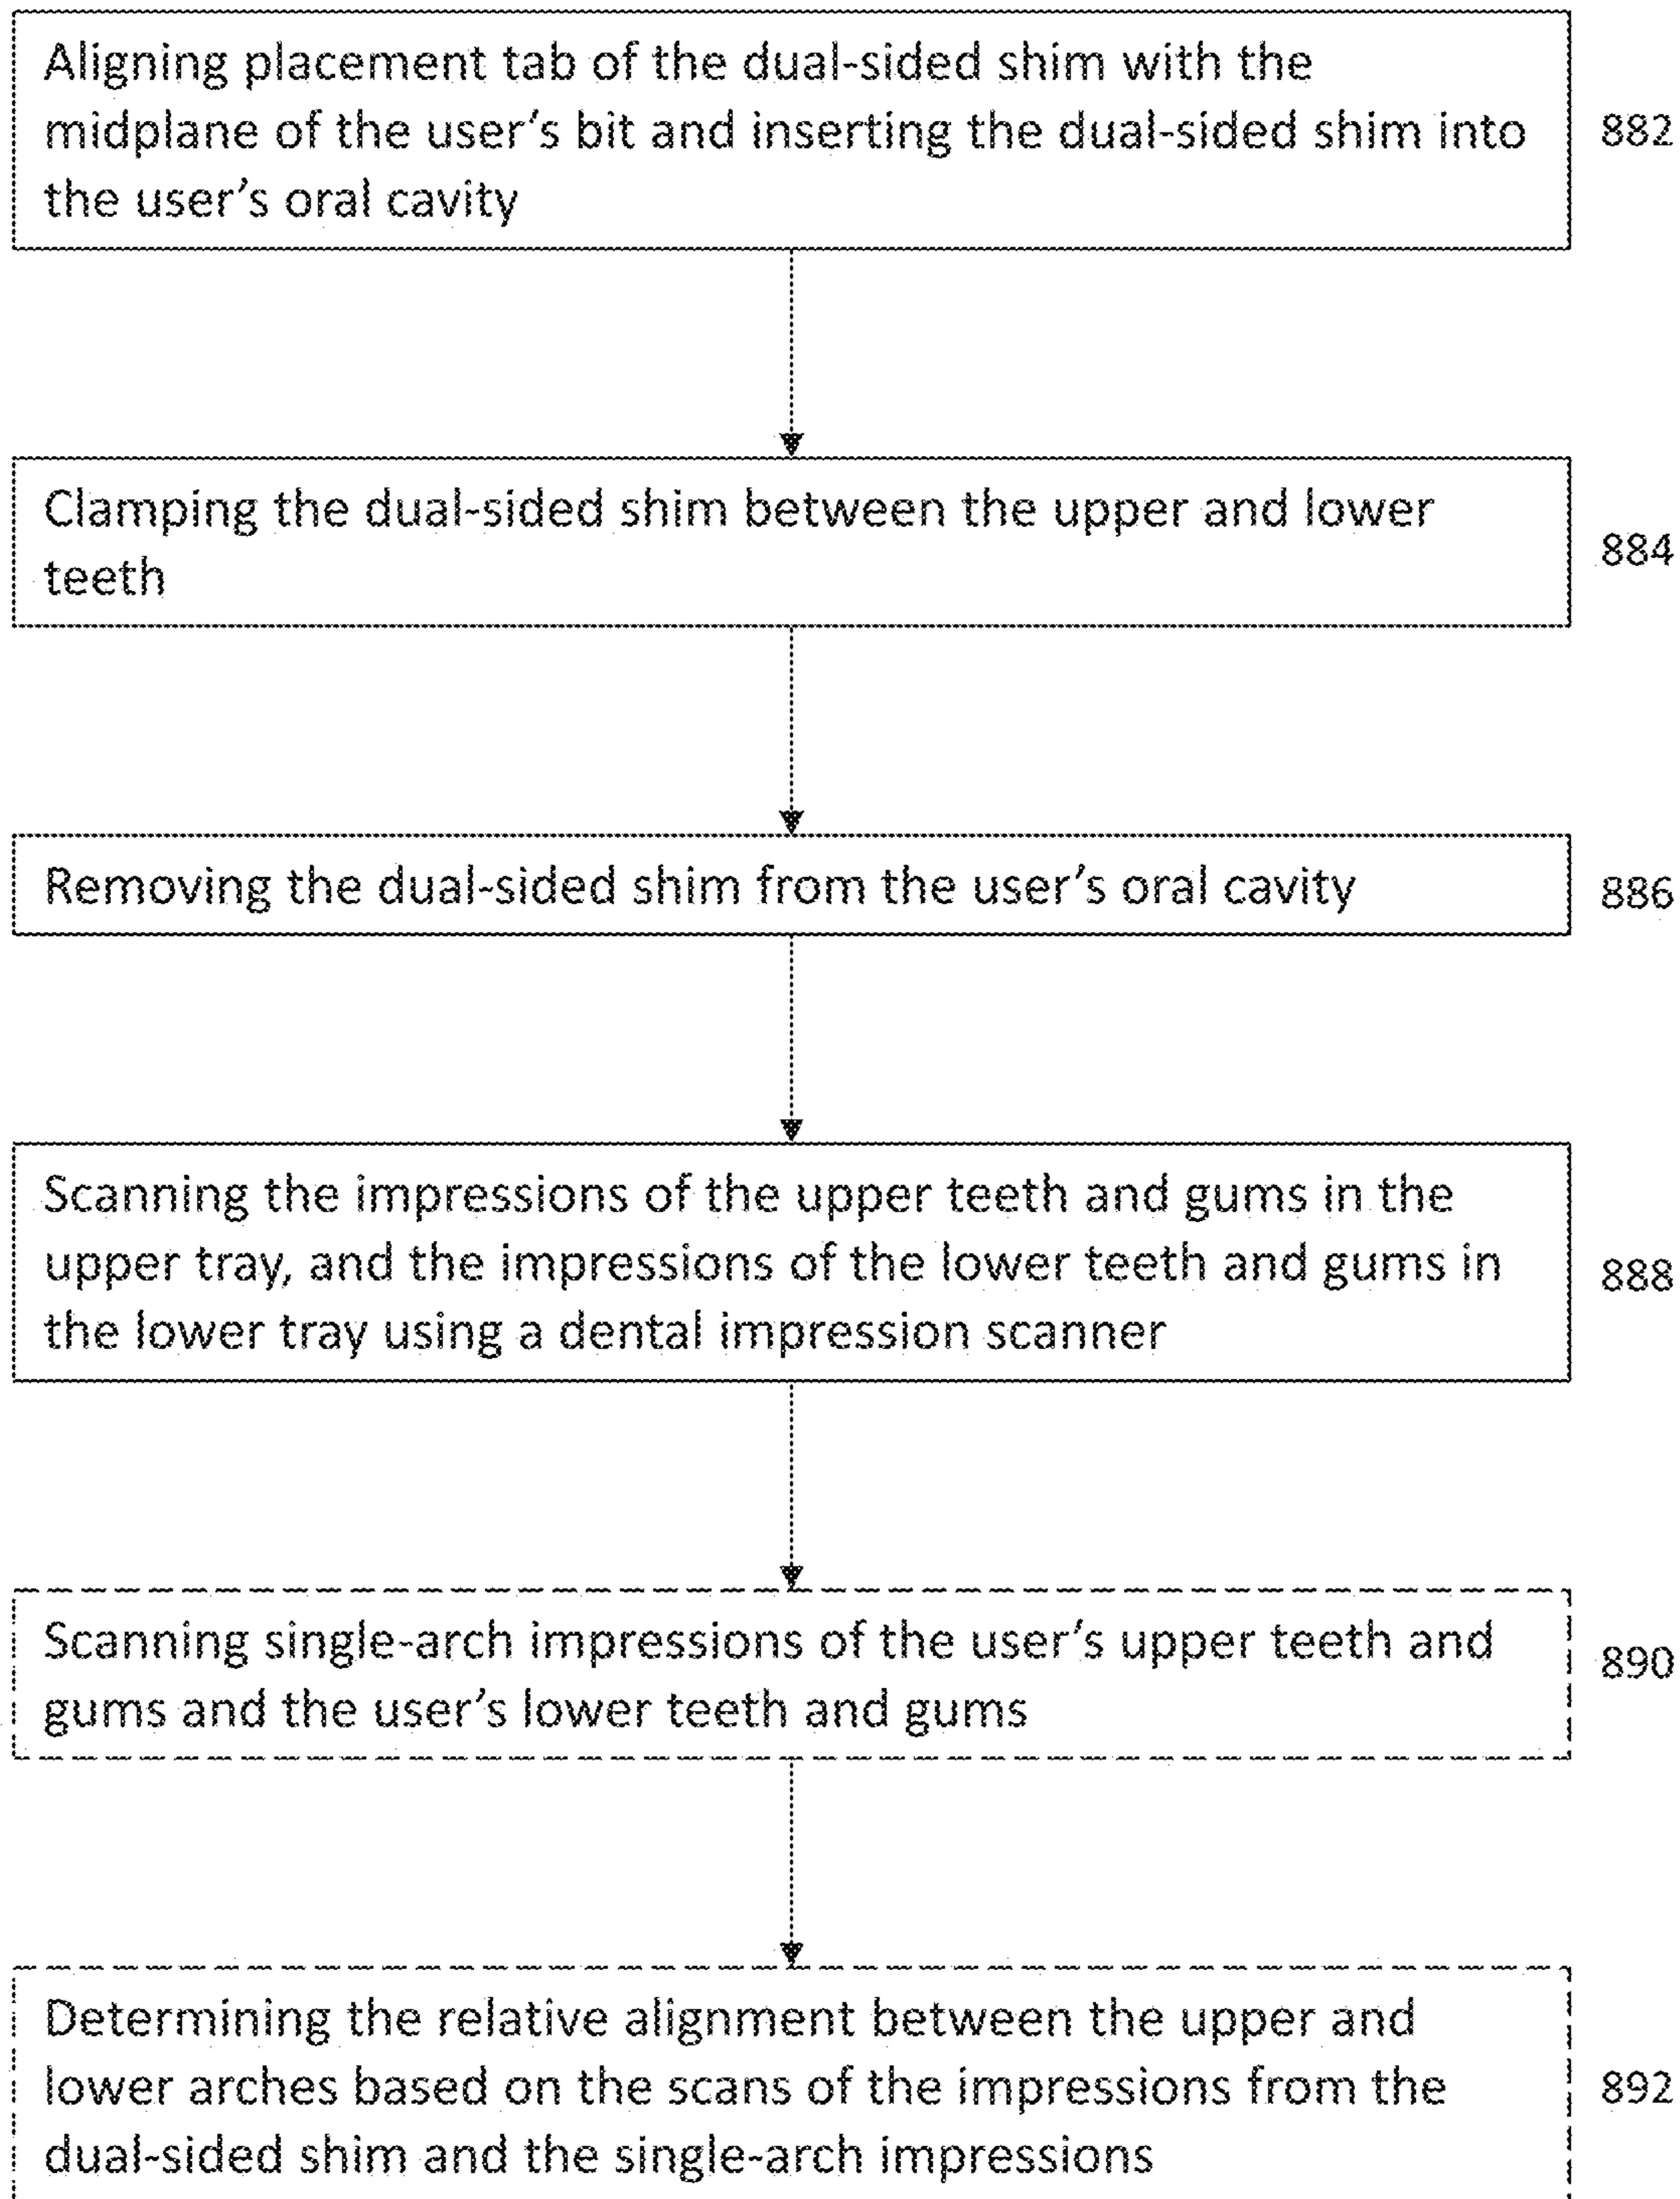 Aligning placement tab of the dual-sided shim with the
midplane of the user's bit and inserting the dual-sided shim into
the user's oral cavity
882
Clamping the dual-sided shim between the upper and lower
teeth
884
Removing the dual-sided shim from the user's oral cavity
886
Scanning the impressions of the upper teeth and gums in the
upper tray, and the impressions of the lower teeth and gums in
the lower tray using a dental impression scanner
888
Scanning single-arch impressions of the user's upper teeth and
gums and the user's lower teeth and gums
890
Determining the relative alignment between the upper and
lower arches based on the scans of the impressions from the
dual-sided shim and the single-arch impressions
892